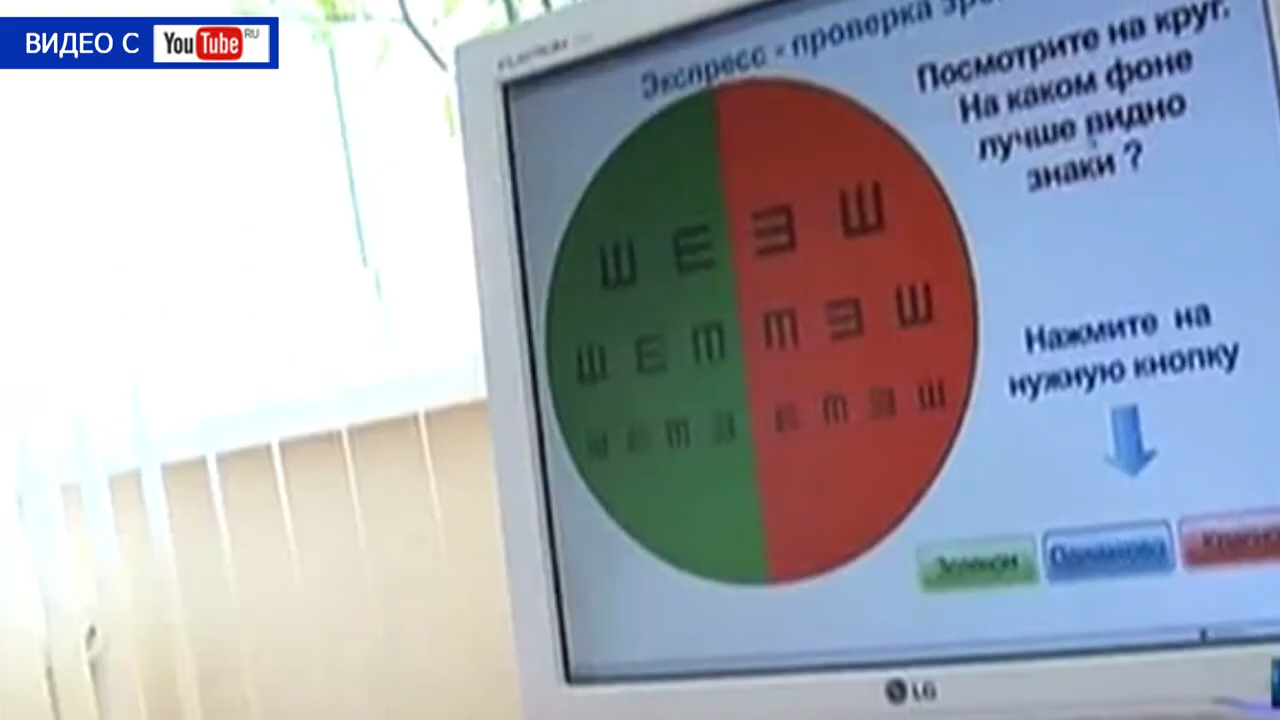 ВИДЕО С YouTube RU
FLATRON
Экспресс - проверка
Посмотрите на круг.
На каком фоне
лучше видно
знаки ?
Ш Е Э Ш
Ш Е m m Э Ш
Ш Е m Э Е m Э Ш
Нажмите на
нужную кнопку
Зеленом
Одинаково
LG